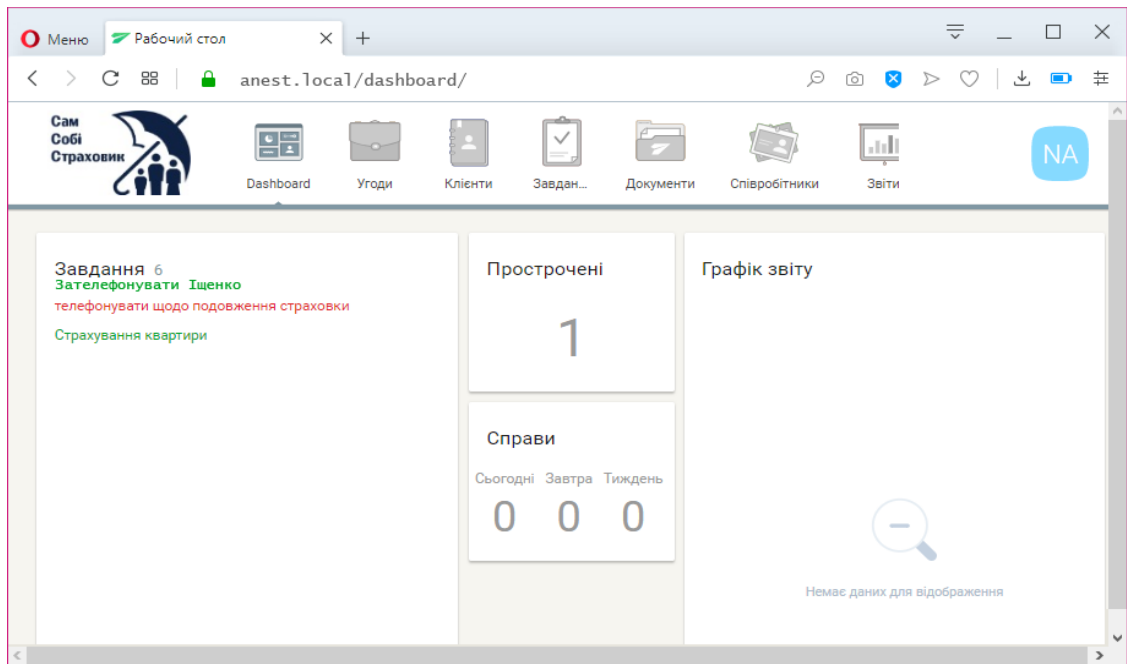 Меню
Рабочий стол
anest.local/dashboard/
Сам
Собі
Страховик
Dashboard
Угоди
Клієнти
Завдан...
Документи
Співробітники
Звіти
NA
Завдання 6
Зателефонувати Іщенко
телефонувати щодо подовження страховки
Страхування квартири
Прострочені
1
Справи
Сьогодні Завтра Тиждень
0 0 0
Графік звіту
Немає даних для відображення